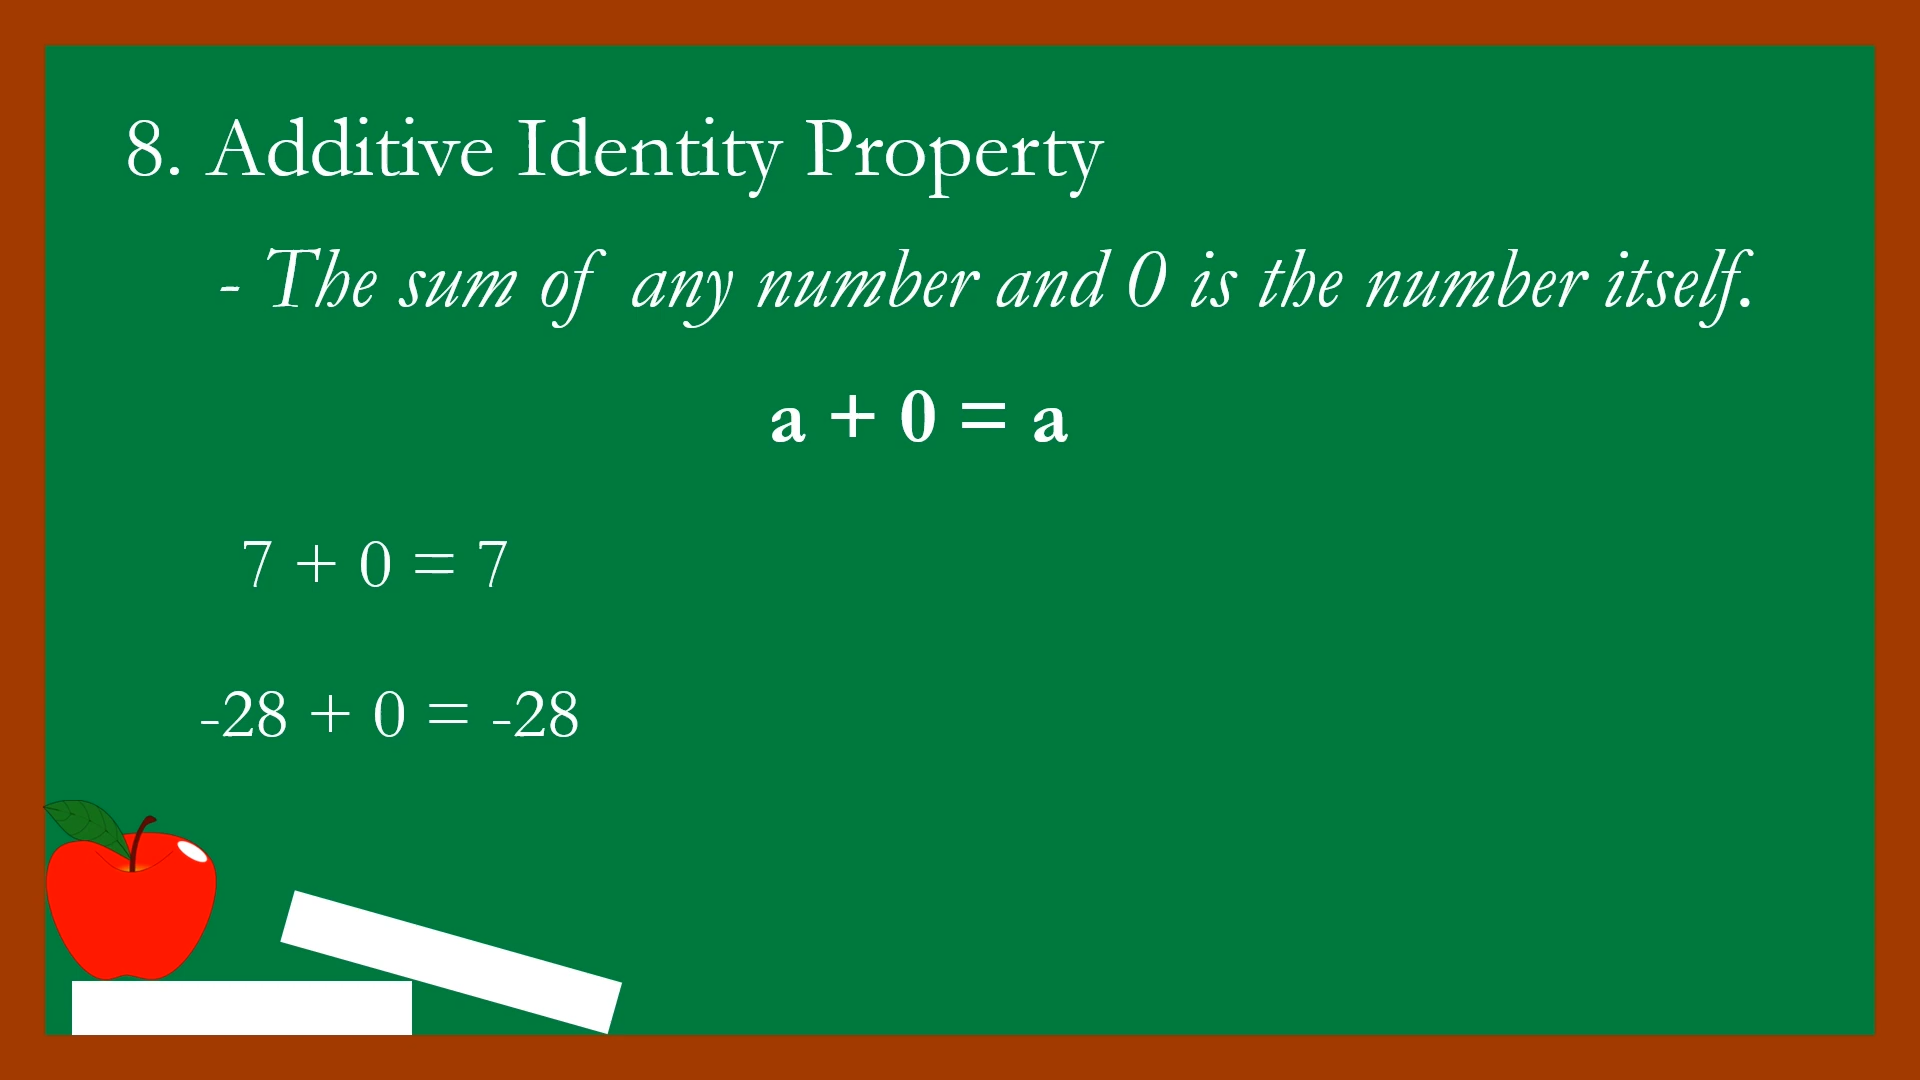 8. Additive Identity Property
- The sum of any number and 0 is the number itself.
a + 0 = a
7 + 0 = 7
-28 + 0 = -28